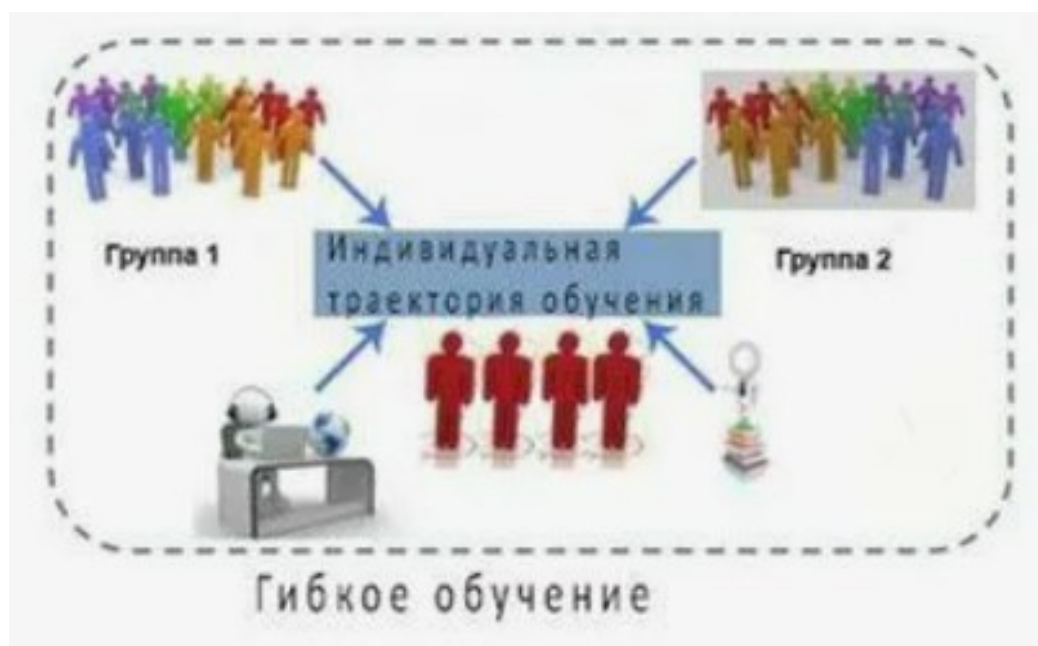 Группа 1
Группа 2
Индивидуальная
траектория обучения
Гибкое обучение